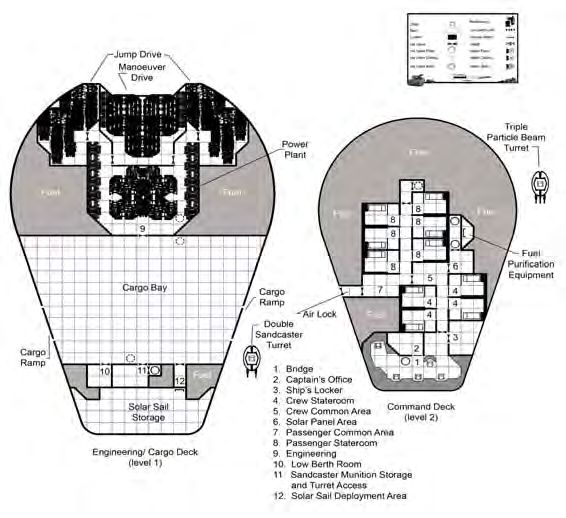 Jump Drive
Manoeuver
Drive
Power
Plant
Fuel
Fuel
9
Cargo Bay
Cargo
Ramp
Cargo
Ramp
Double
Sandcaster
Turret
10
11
12
Fuel
Solar Sail
Storage
Engineering/ Cargo Deck
(level 1)
Triple
Particle Beam
Turret
Fuel
Fuel
Fuel
7
8
8
8
8
8
8
8
6
5
7
4
4
4
4
3
2
1
Fuel
Fuel
Purification
Equipment
Air Lock
Command Deck
(level 2)
1. Bridge
2. Captain's Office
3. Ship's Locker
4. Crew Stateroom
5. Crew Common Area
6. Solar Panel Area
7 Passenger Common Area
8 Passenger Stateroom
9. Engineering
10. Low Berth Room
11 Sandcaster Munition Storage
and Turret Access
12. Solar Sail Deployment Area